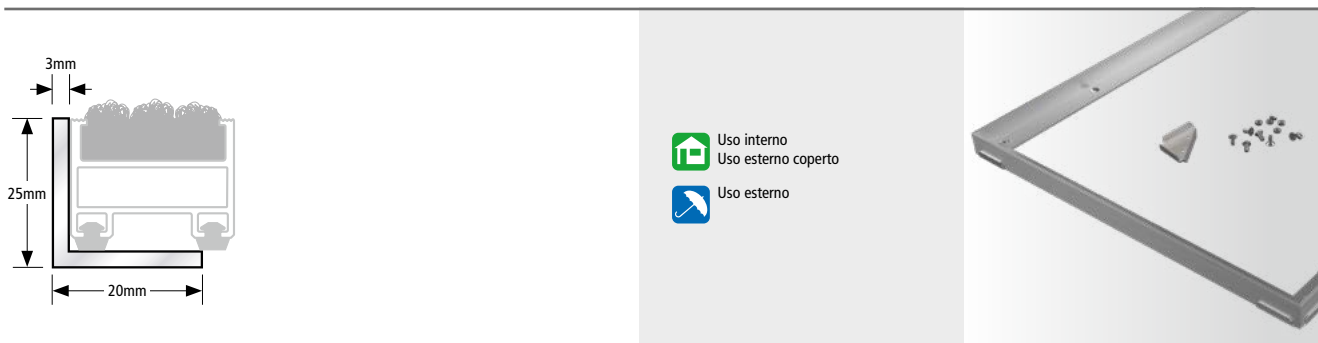 3mm
25mm
20mm
Uso interno
Uso esterno coperto
Uso esterno